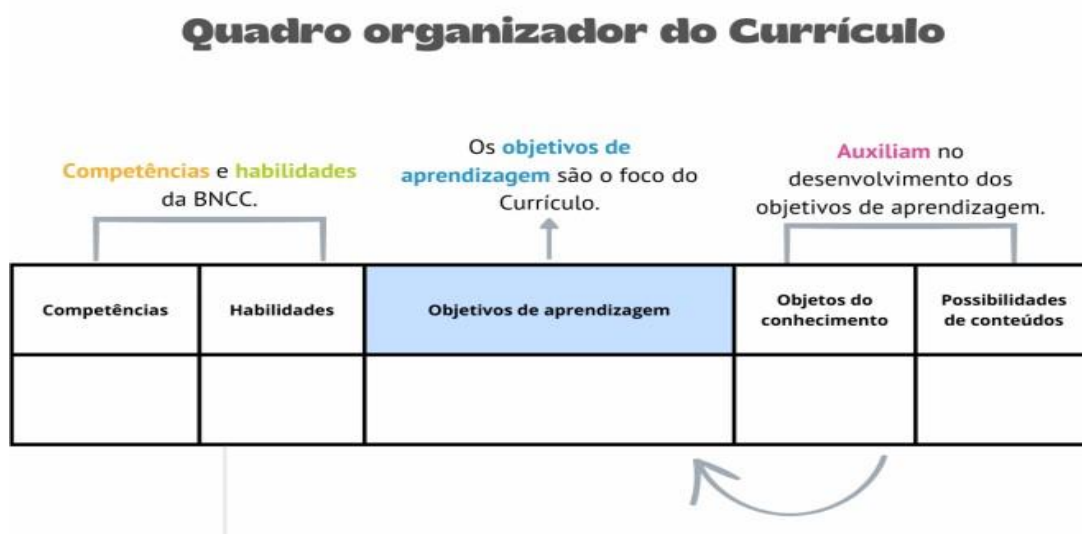 Quadro organizador do Currículo
Competências e habilidades
da BNCC.
Os objetivos de
aprendizagem são o foco do
Currículo.
Auxiliam no
desenvolvimento dos
objetivos de aprendizagem.
Competências
Habilidades
Objetivos de aprendizagem
Objetos do
conhecimento
Possibilidades
de conteúdos